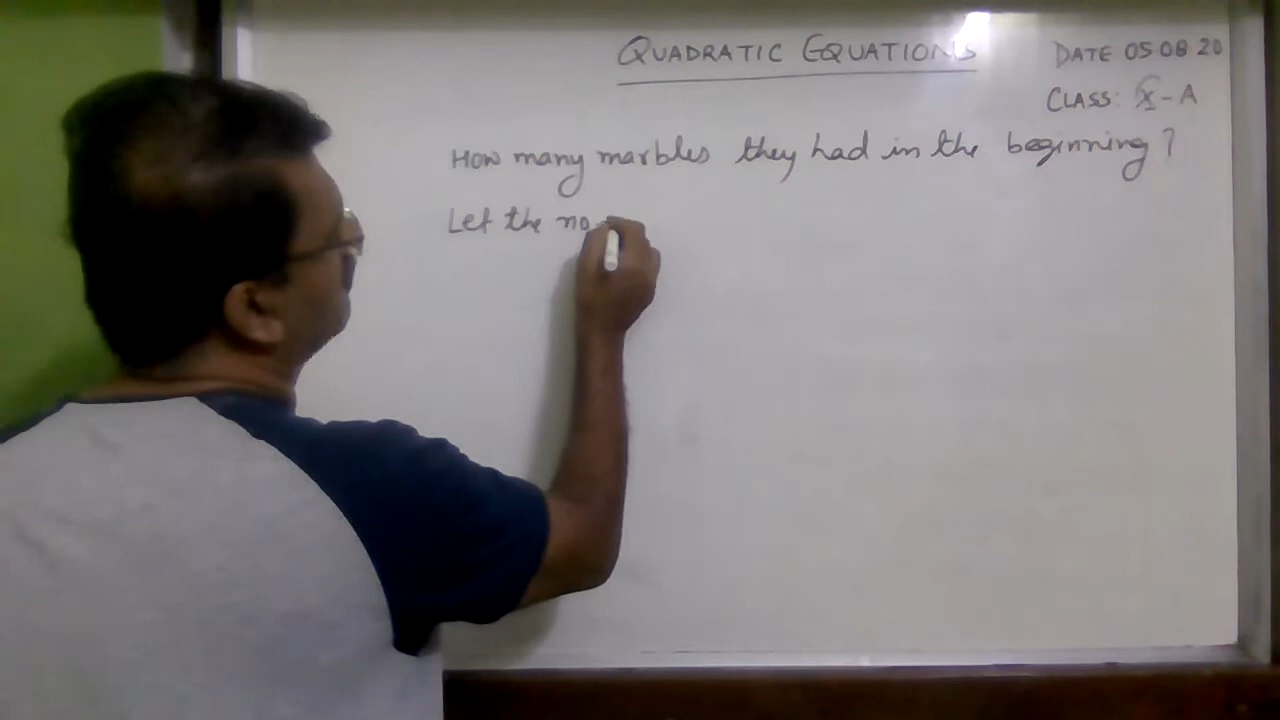 QUADRATIC EQUATIONS
DATE 05 08 20
CLASS: X-A
How many marbles they had in the beginning?
Let the no